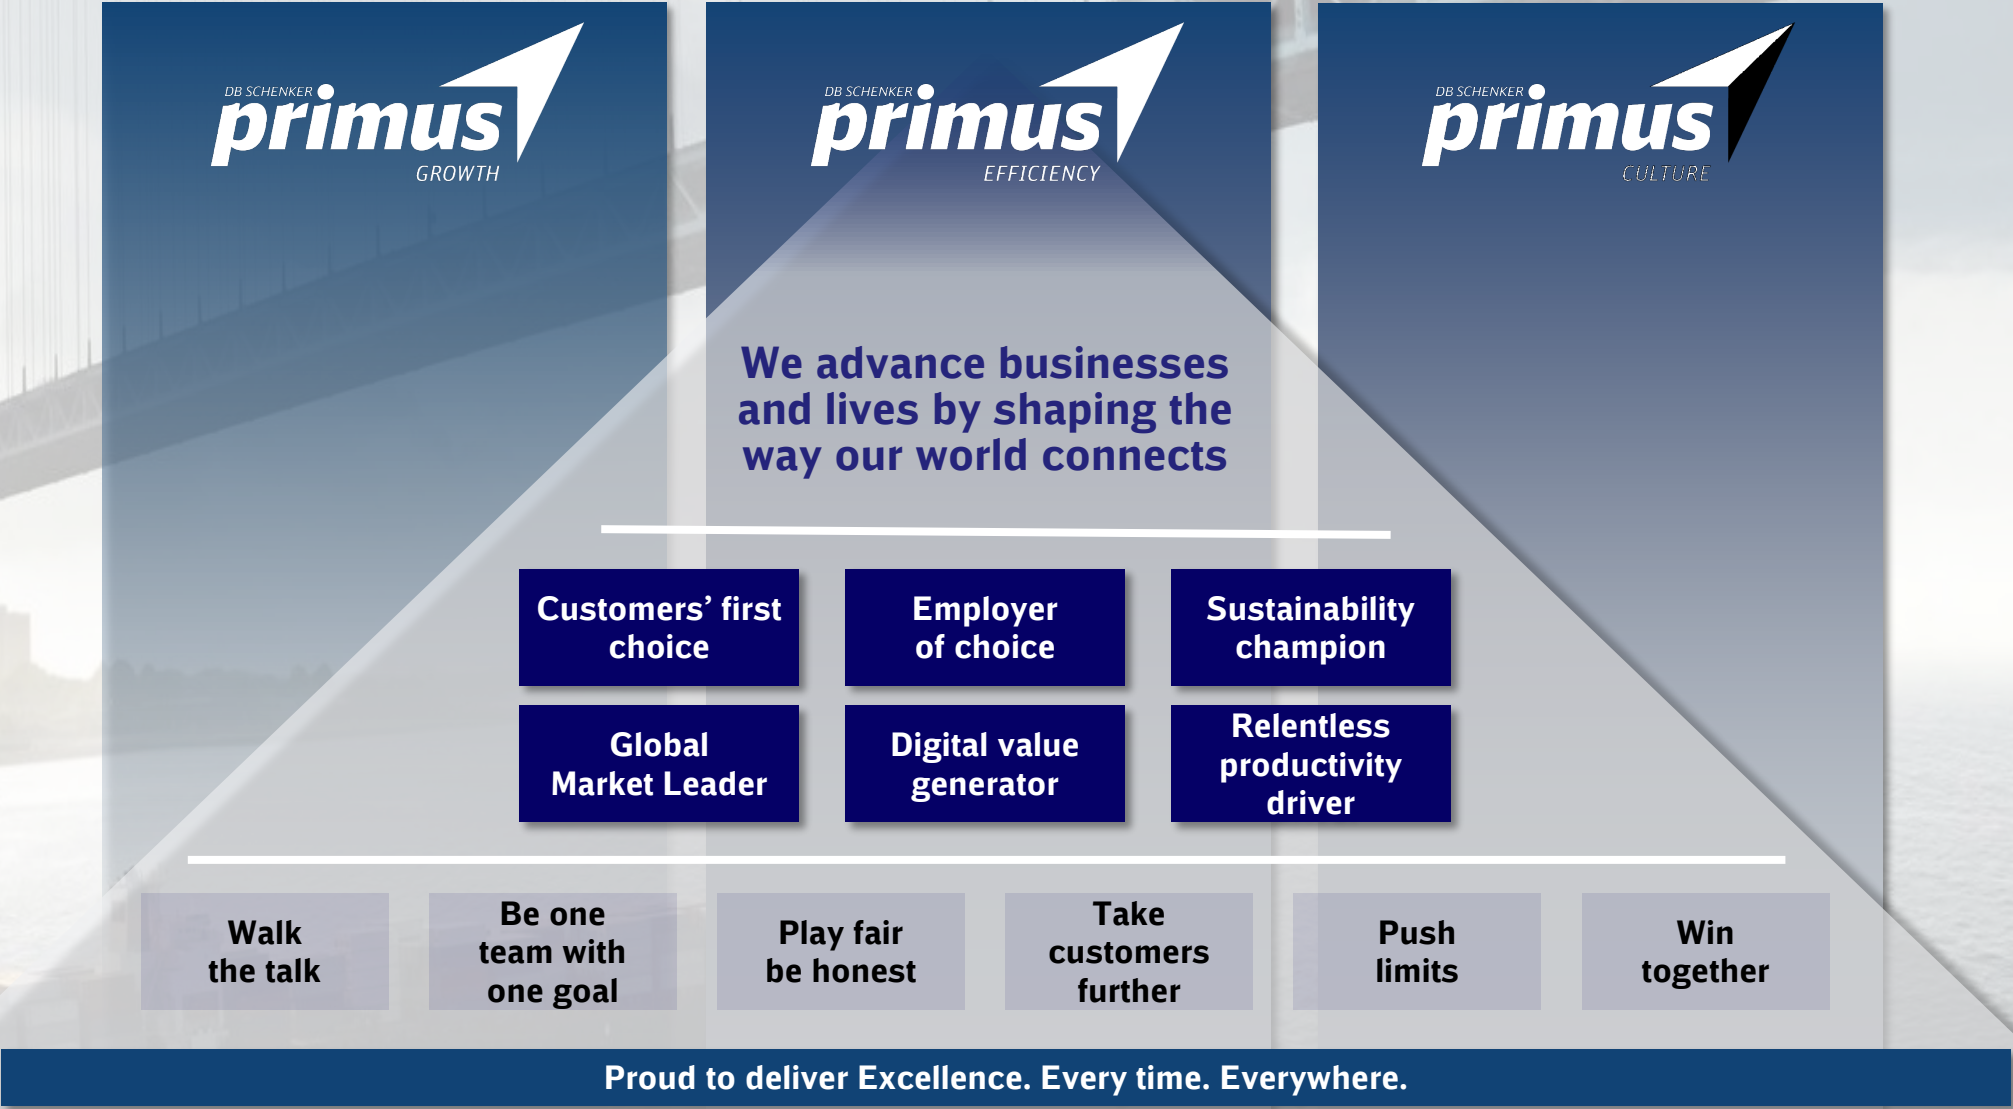 DB SCHENKER
primus
GROWTH
DB SCHENKER
primus
EFFICIENCY
DB SCHENKER
primus
CULTURE
We advance businesses
and lives by shaping the
way our world connects
Customers’ first
choice
Employer
of choice
Sustainability
champion
Global
Market Leader
Digital value
generator
Relentless
productivity
driver
Walk
the talk
Be one
team with
one goal
Play fair
be honest
Take
customers
further
Push
limits
Win
together
Proud to deliver Excellence. Every time. Everywhere.